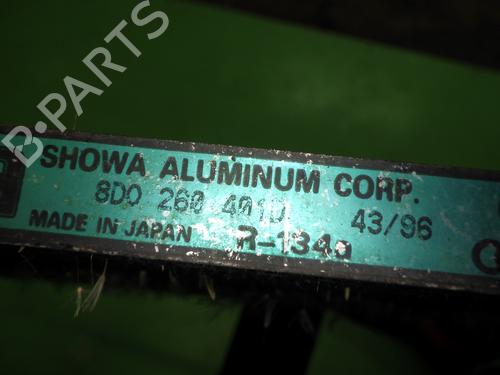 B-PARTS
SHOWA ALUMINUM CORP.
8D0 260 401D 43/96
MADE IN JAPAN R-134a